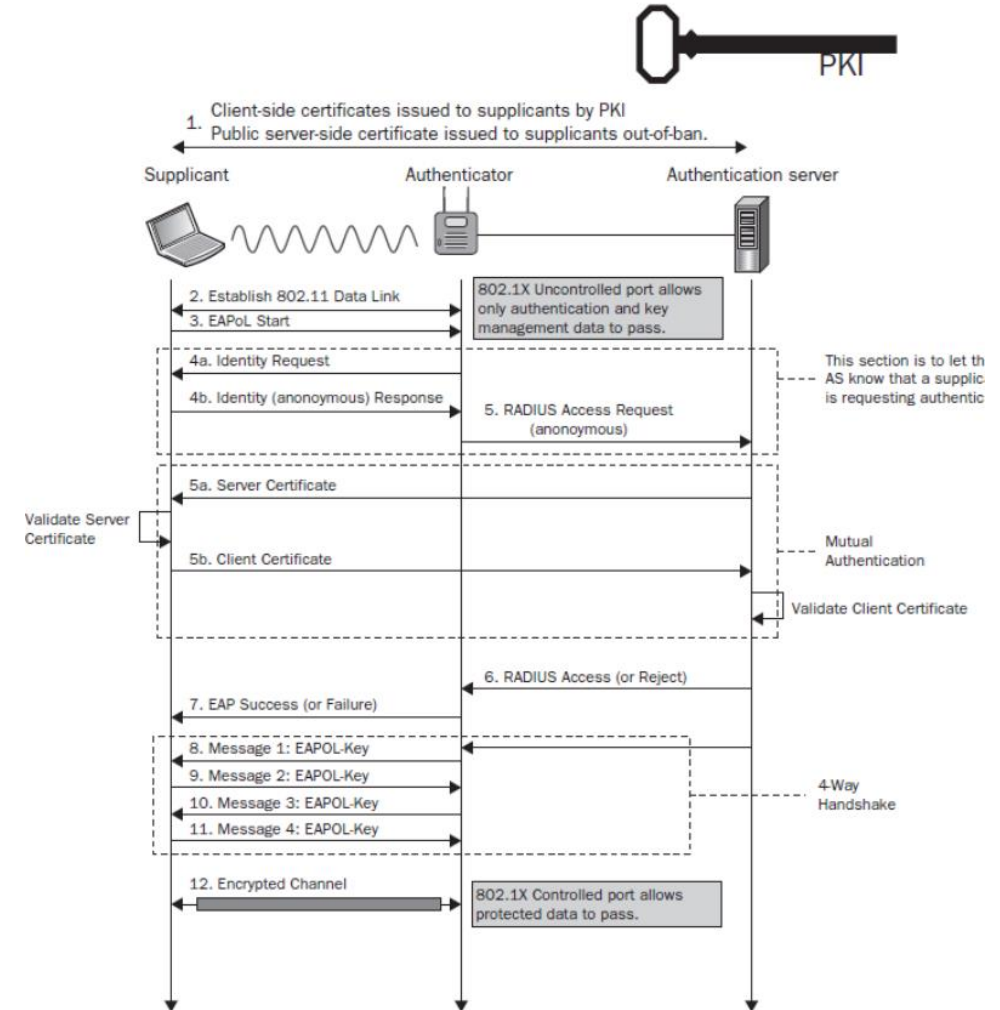 PKI
1. Client-side certificates issued to supplicants by PKI
Public server-side certificate issued to supplicants out-of-ban.
Supplicant
Authenticator
Authentication server
2. Establish 802.11 Data Link
802.1X Uncontrolled port allows
only authentication and key
management data to pass.
3. EAPoL Start
4a. Identity Request
This section is to let th
AS know that a supplic
is requesting authentic
4b. Identity (anonoymous) Response
5. RADIUS Access Request
(anonoymous)
5a. Server Certificate
Validate Server
Certificate
Mutual
Authentication
5b. Client Certificate
Validate Client Certificate
6. RADIUS Access (or Reject)
7. EAP Success (or Failure)
8. Message 1: EAPOL-Key
9. Message 2: EAPOL-Key
10. Message 3: EAPOL-Key
11. Message 4: EAPOL-Key
4-Way
Handshake
12. Encrypted Channel
802.1X Controlled port allows
protected data to pass.